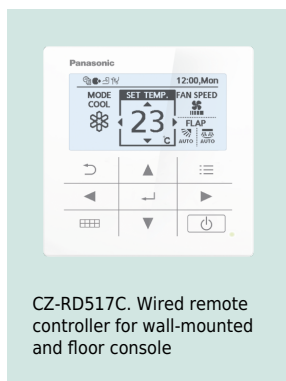 Panasonic
12:00,Mon
MODE SET TEMP. FAN SPEED
COOL
23
°C
FLAP
AUTO AUTO
CZ-RD517C. Wired remote
controller for wall-mounted
and floor console